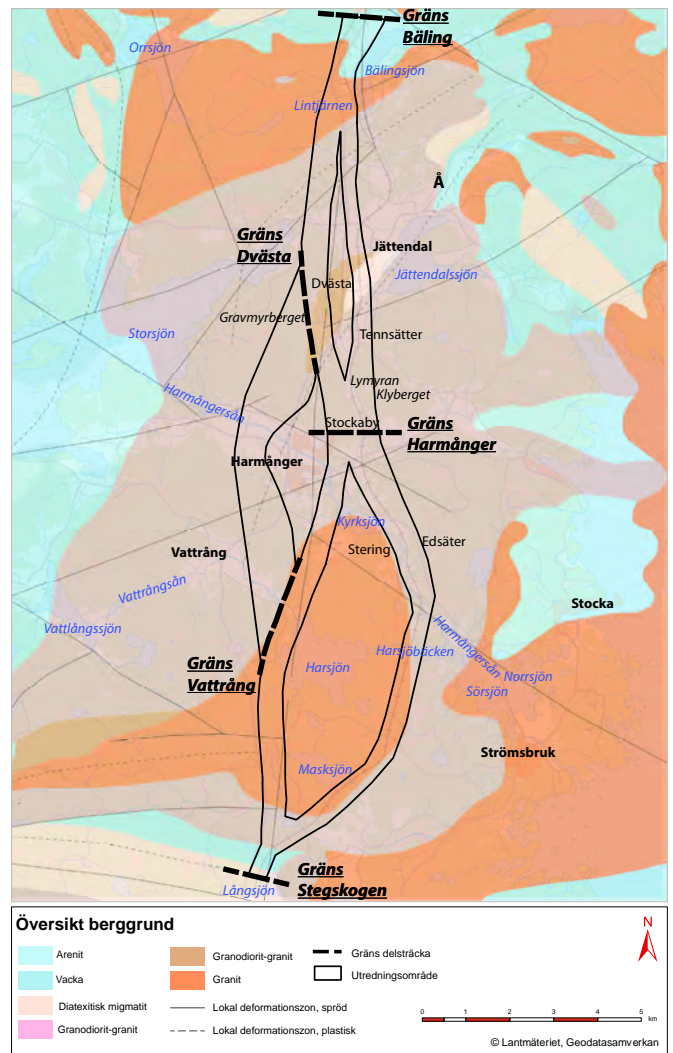 Gräns
Bäling
Orrsjön
Bälingsjön
Lintjärnen
Å
Gräns
Dvästa
Jättendal
Jättendalssjön
Dvästa
Gravmyrberget
Storsjön
Tennsätter
Lymyran
Klyberget
Harmångersån
Stockaby
Gräns
Harmånger
Harmånger
Kyrksjön
Stering
Edsäter
Vattrång
Vattrångsån
Stocka
Vattlångssjön
Harmångersån
Harsjöbäcken
Gräns
Vattrång
Harsjön
Norrsjön
Sörsjön
Strömsbruk
Masksjön
Gräns
Stegskogen
Långsjön
Översikt berggrund
Arenit
Vacka
Diatexitisk migmatit
Granodiorit-granit
Granodiorit-granit
Granit
Lokal deformationszon, spröd
Lokal deformationszon, plastisk
Gräns delsträcka
Utredningsområde
N
0 1 2 3 4 5
km
© Lantmäteriet, Geodatasamverkan